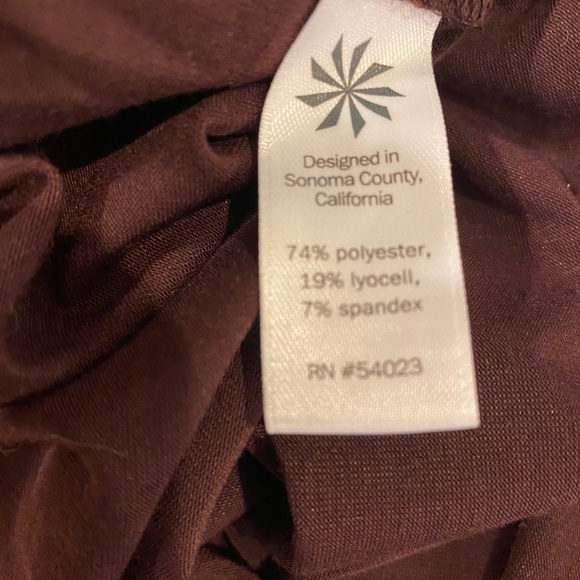 Designed in
Sonoma County,
California
74% polyester,
19% lyocell,
7% spandex
RN #54023